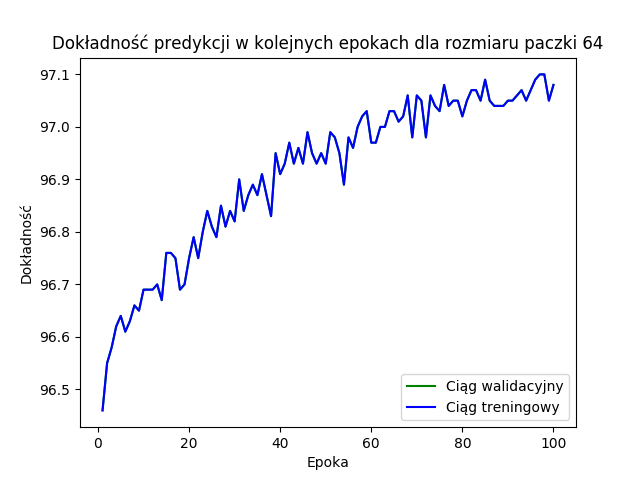 Dokładność predykcji w kolejnych epokach dla rozmiaru paczki 64
97.1
97.0
96.9
96.8
96.7
96.6
96.5
Dokładność
0 20 40 60 80 100
Epoka
Ciąg walidacyjny
Ciąg treningowy